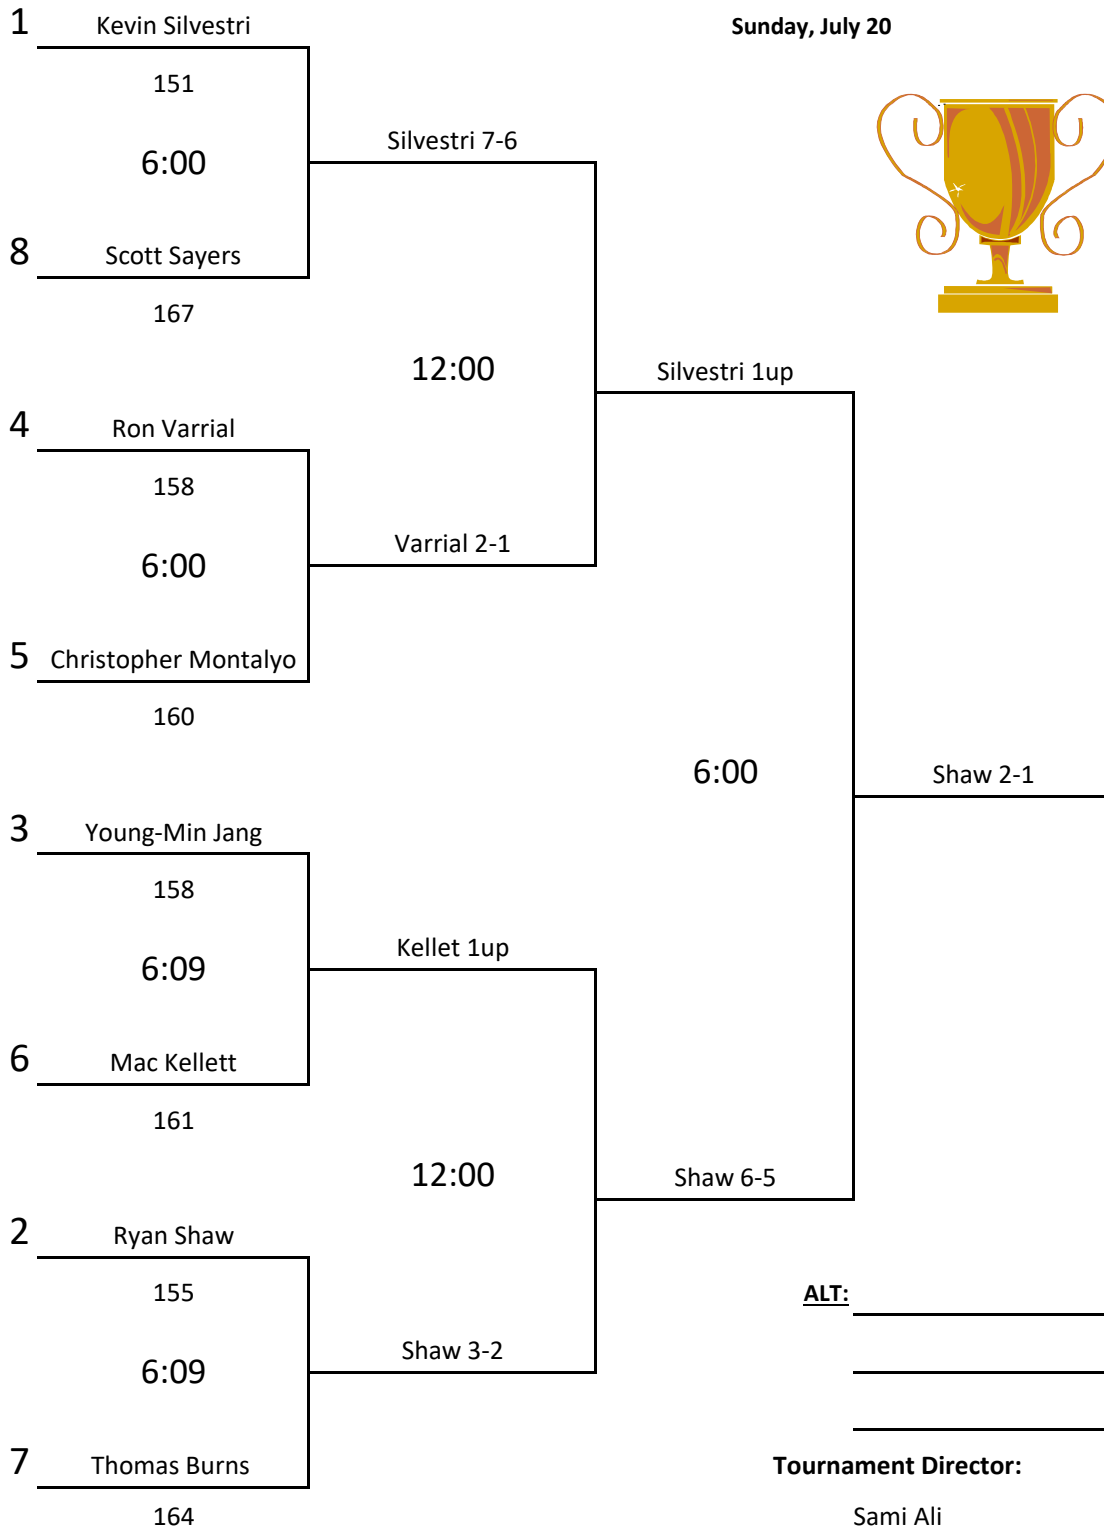 1 Kevin Silvestri
Sunday, July 20
151
6:00
Silvestri 7-6
8 Scott Sayers
167
12:00
Silvestri 1up
4 Ron Varrial
158
6:00
Varrial 2-1
5 Christopher Montalyo
160
6:00
Shaw 2-1
3 Young-Min Jang
158
6:09
Kellet 1up
6 Mac Kellett
161
12:00
Shaw 6-5
2 Ryan Shaw
155
ALT:
6:09
Shaw 3-2
7 Thomas Burns
Tournament Director:
164
Sami Ali